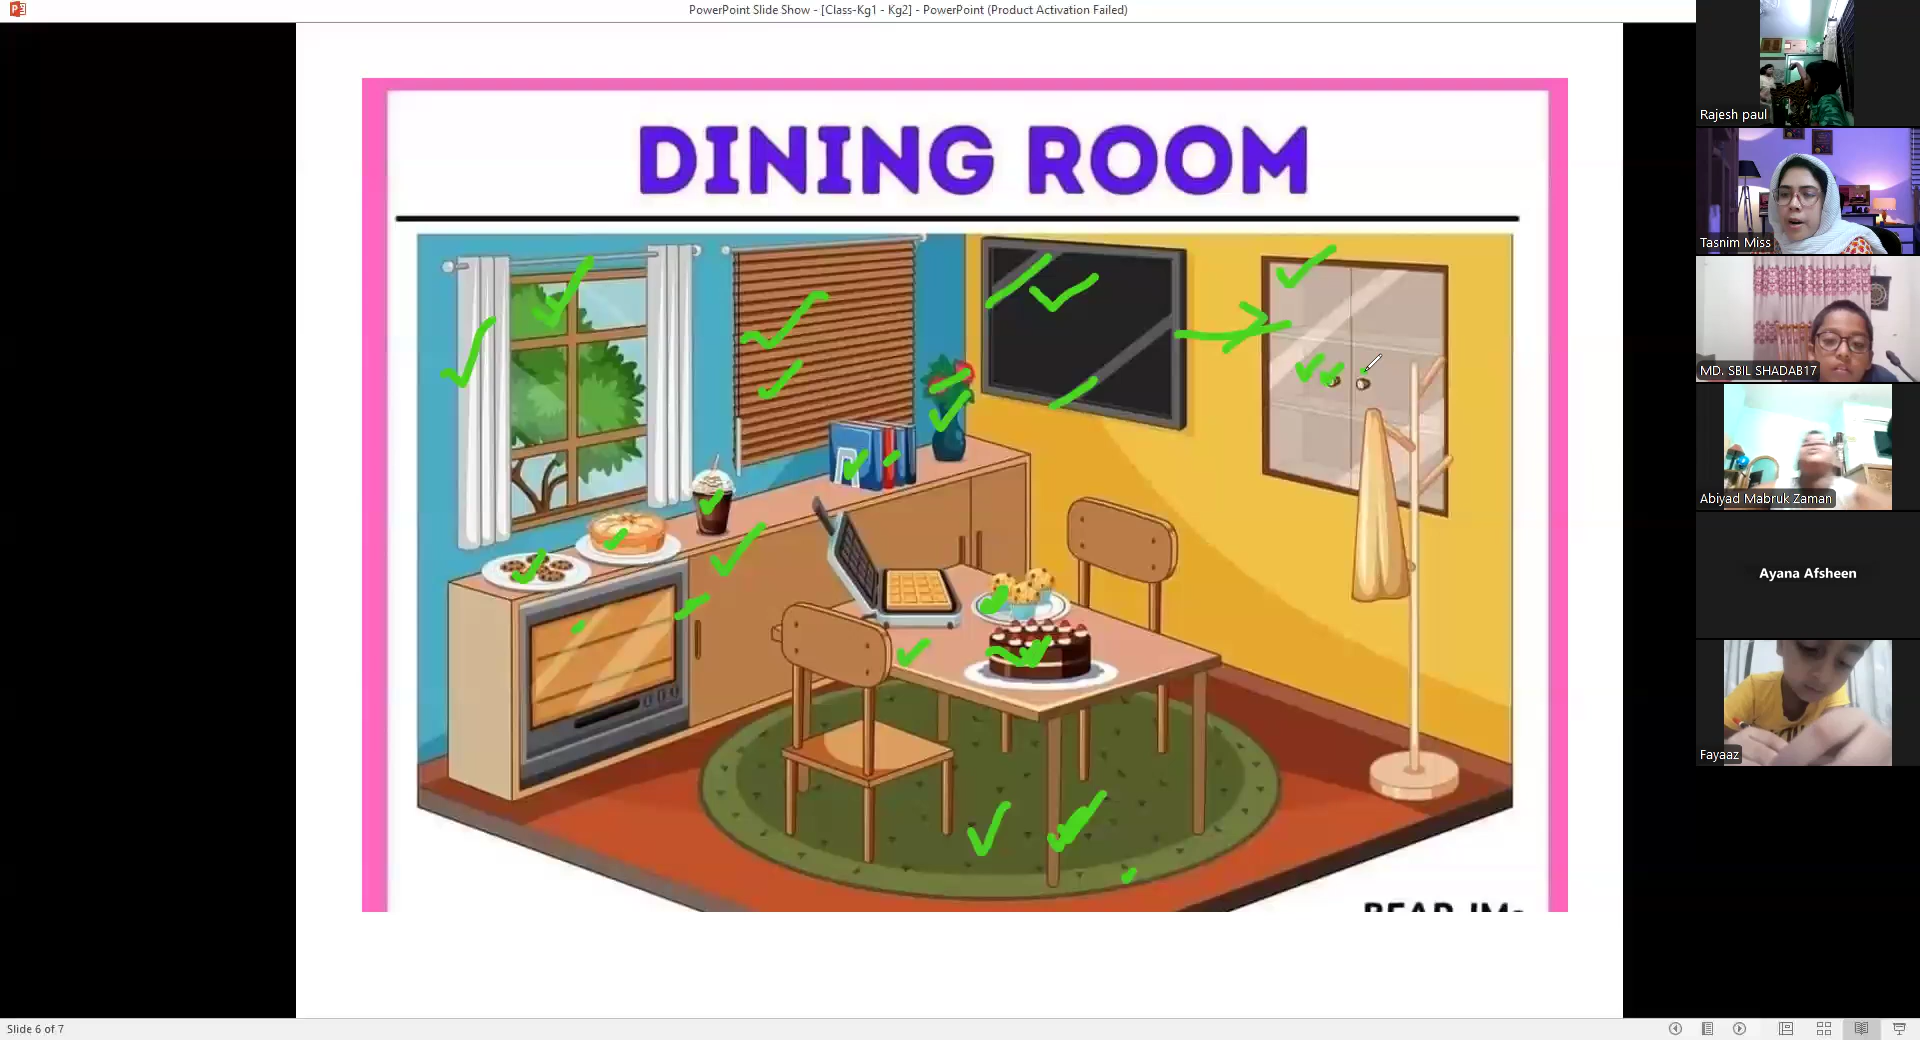 PowerPoint Slide Show - [Class-Kg1 - Kg2] - PowerPoint (Product Activation Failed)
DINING ROOM
Rajesh paul
Tasnim Miss
MD. SBIL SHADAB17
Abiyad Mabruk Zaman
Ayana Afsheen
Fayaaz
Slide 6 of 7